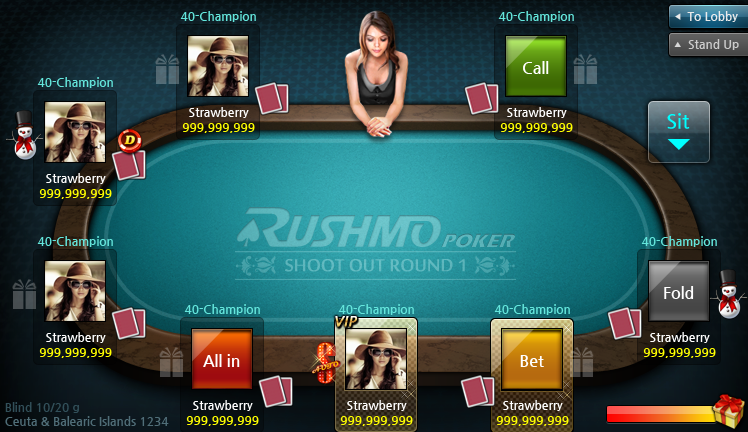 40-Champion
Strawberry
999,999,999
40-Champion
Call
Strawberry
999,999,999
To Lobby
Stand Up
40-Champion
Strawberry
999,999,999
D
Sit
RUSHMO POKER
SHOOT OUT ROUND 1
40-Champion
Strawberry
999,999,999
40-Champion
Fold
Strawberry
999,999,999
40-Champion
All in
Strawberry
999,999,999
40-Champion
VIP
Strawberry
999,999,999
40-Champion
Bet
Strawberry
999,999,999
Blind 10/20 g
Ceuta & Balearic Islands 1234